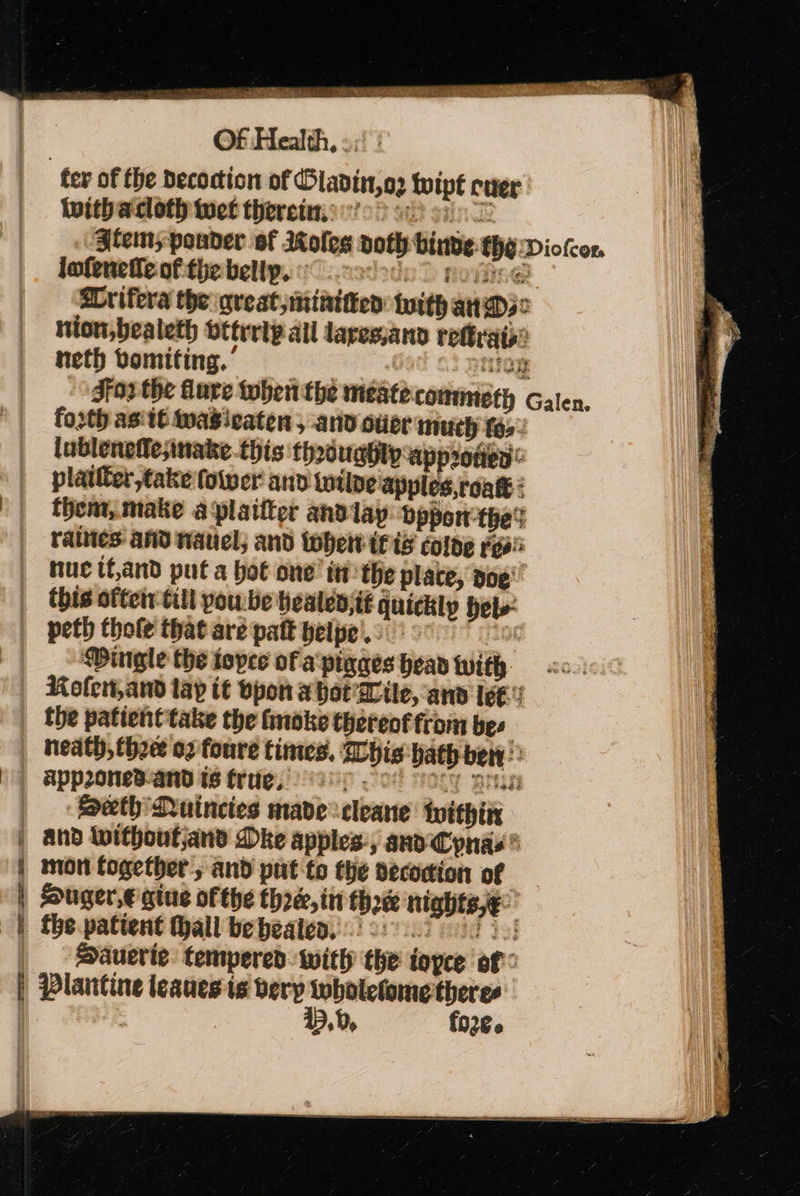 Of Health,
ter of the decoction of Gladin, oz wipt ouer
with a cloth wet therein.
Item, pouder of Roses doth binde the Dioscor.
loosenesse of the belly.
Trifera the great, ministred with an O-
nion, healeth vtterly all lares, and restrai-
neth vomiting.
For the flure when the meate commeth Galen.
forth as it was eaten, and ouer much so-
lublenesse, make this throughly approued
plaister, take sower and wilde apples, roast
them, make a plaister and lay vppon the
raines and nauel, and when it is colde re-
nue it, and put a hot one in the place, doe
this often till you be healed, it quickly hel-
peth those that are past helpe.
Mingle the ioyce of a pigges head with
Rosen, and lay it vpon a hot Tile, and let
the patient take the smoke thereof from be-
neath, three or foure times. This hath ben
approned and is true.
Seeth Quincies made cleane within
and without, and Oke apples, and Cyna-
mon together, and put to the decoction of
Suger, & giue of the three, in three nights, &
the patient shall be healed.
Sauerie tempered with the ioyce of
Plantine leaues is very wholesome there-
P.v. fore.